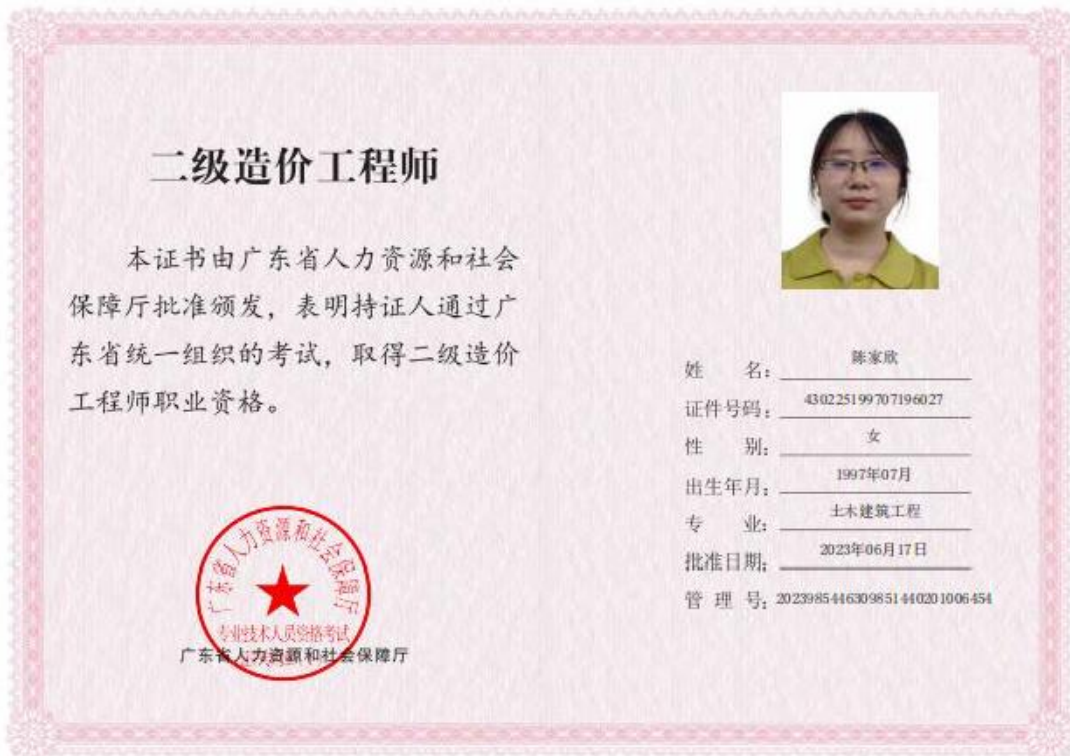 二级造价工程师
本证书由广东省人力资源和社会
保障厅批准颁发，表明持证人通过广
东省统一组织的考试，取得二级造价
工程师职业资格。
广东省人力资源和社会保障厅
专业技术人员资格考试
广东省人力资源和社会保障厅
姓 名：陈家欣
证件号码：430225199707196027
性 别：女
出生年月：1997年07月
专 业：土木建筑工程
批准日期：2023年06月17日
管 理 号：2023985446309851440201006454